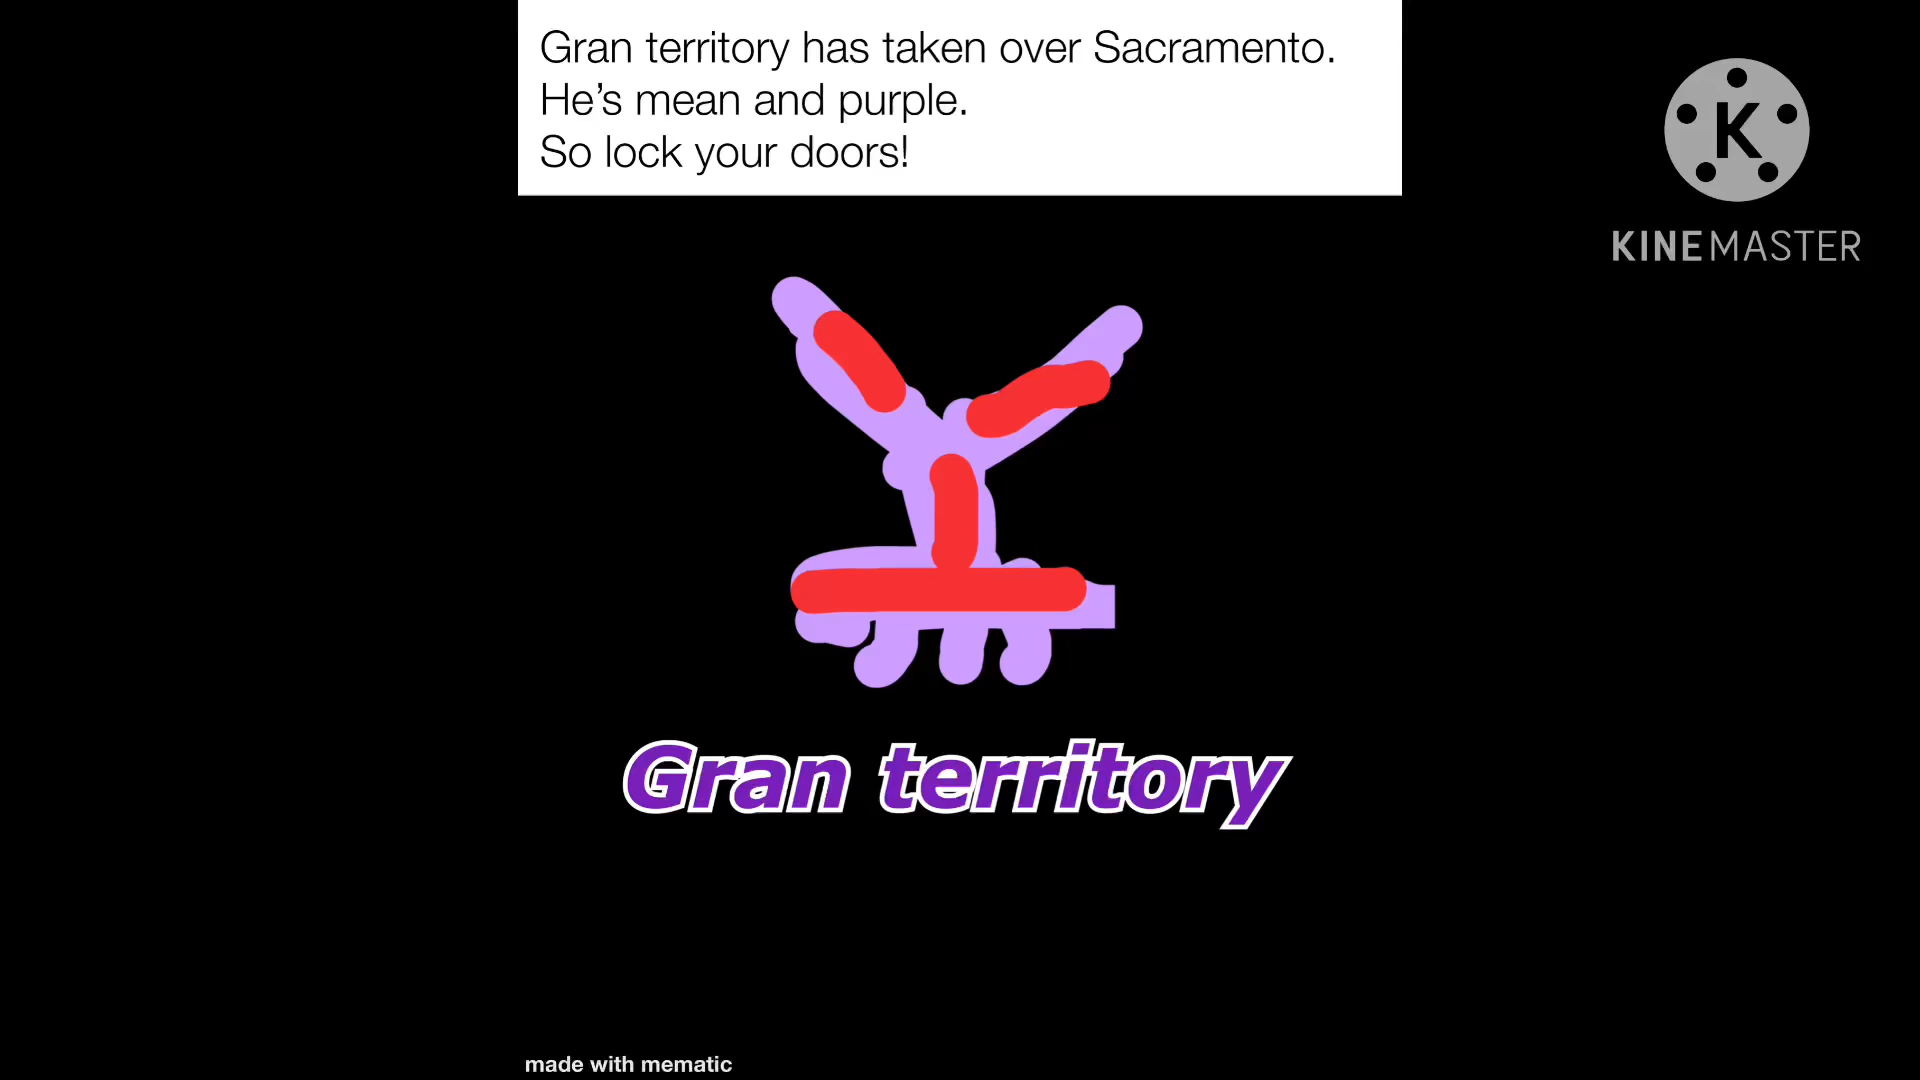 Gran territory has taken over Sacramento.
He's mean and purple.
So lock your doors!
K
KINEMASTER
Gran territory
made with mematic